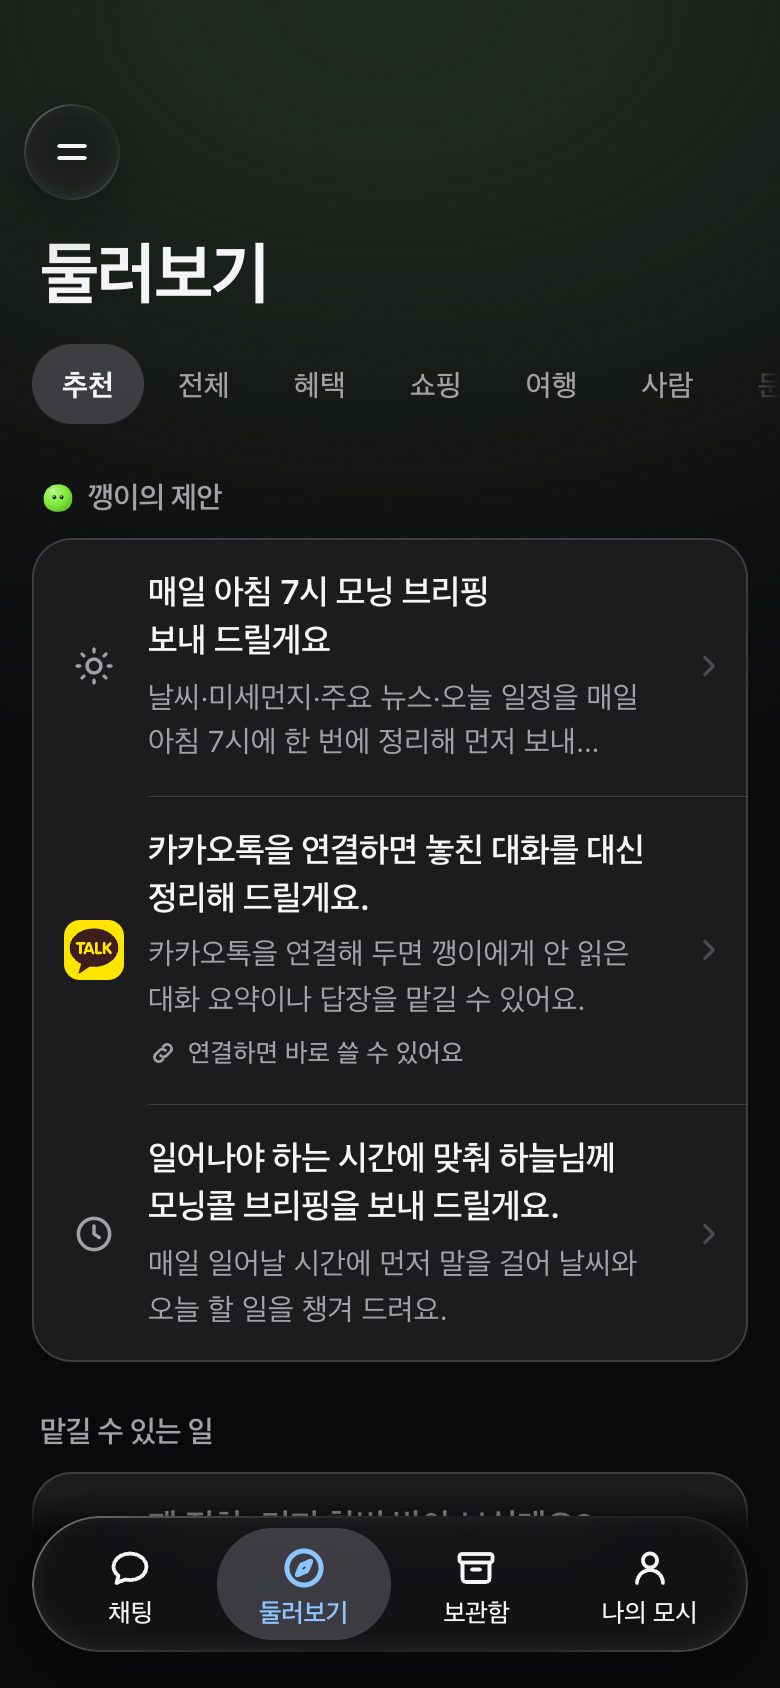 둘러보기
추천 전체 혜택 쇼핑 여행 사람
깽이의 제안
매일 아침 7시 모닝 브리핑
보내 드릴게요
날씨·미세먼지·주요 뉴스·오늘 일정을 매일
아침 7시에 한 번에 정리해 먼저 보내...
카카오톡을 연결하면 놓친 대화를 대신
정리해 드릴게요.
TALK
카카오톡을 연결해 두면 깽이에게 안 읽은
대화 요약이나 답장을 맡길 수 있어요.
연결하면 바로 쓸 수 있어요
일어나야 하는 시간에 맞춰 하늘님께
모닝콜 브리핑을 보내 드릴게요.
매일 일어날 시간에 먼저 말을 걸어 날씨와
오늘 할 일을 챙겨 드려요.
맡길 수 있는 일
채팅 둘러보기 보관함 나의 모시